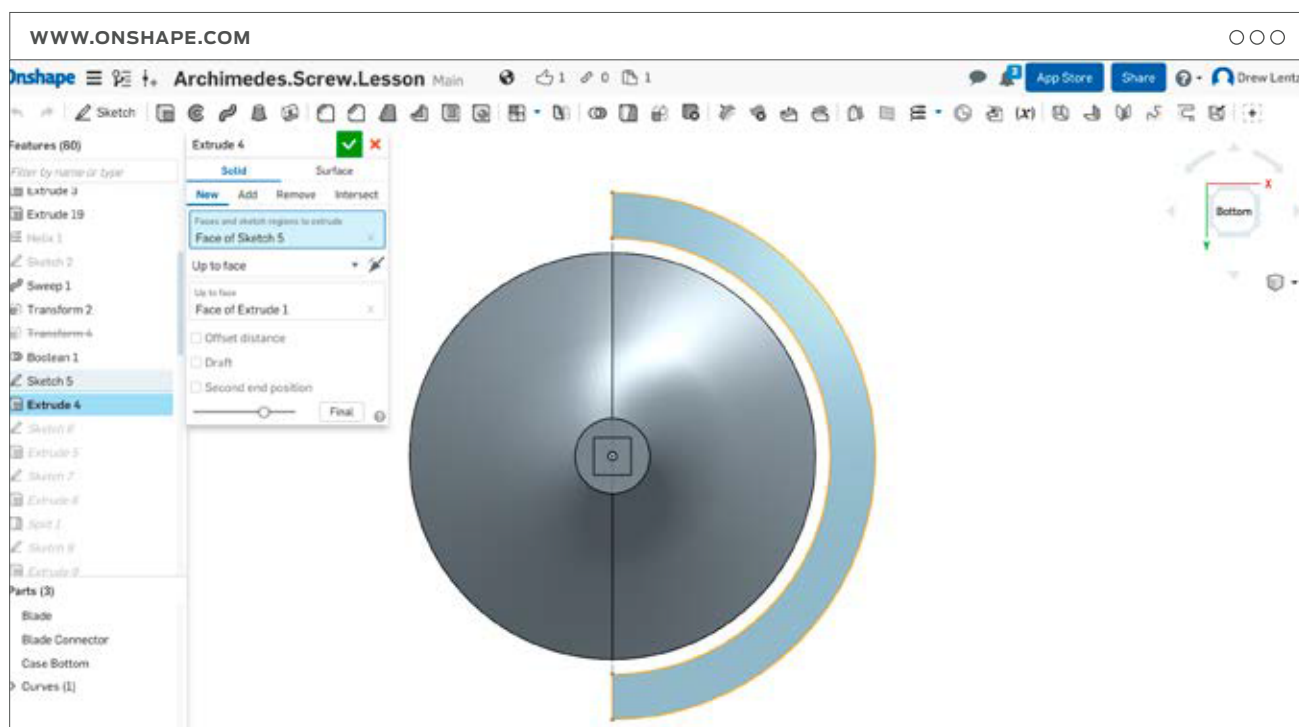 WWW.ONSHAPE.COM
Onshape Archimedes.Screw.Lesson Main 1 0 1 2 App Store Share Drew Lentz
Sketch (x)
Features (80)
Filter by name or type
Extrude 3
Extrude 19
Helix 1
Sketch 2
Sweep 1
Transform 2
Transform 4
Boolean 1
Sketch 5
Extrude 4
Sketch 6
Extrude 5
Sketch 7
Extrude 6
Split 1
Extrude 4
Solid Surface
New Add Remove Intersect
Faces and sketch regions to extrude
Face of Sketch 5
Up to face
Up to face
Face of Extrude 1
Offset distance
Draft
Second end position
Final
Parts (3)
Blade
Blade Connector
Case Bottom
Curves (1)
X
Bottom
Y